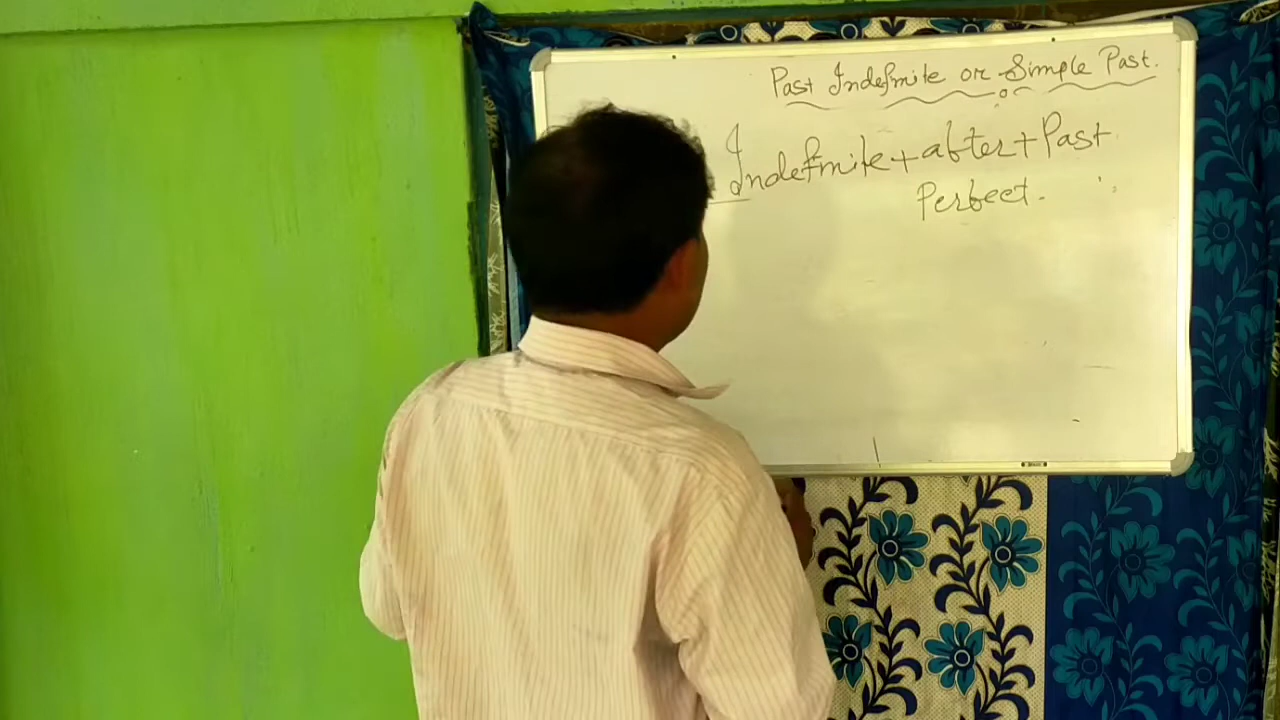 Past Indefinite or Simple Past.
Indefinite + after + Past
Perfect.